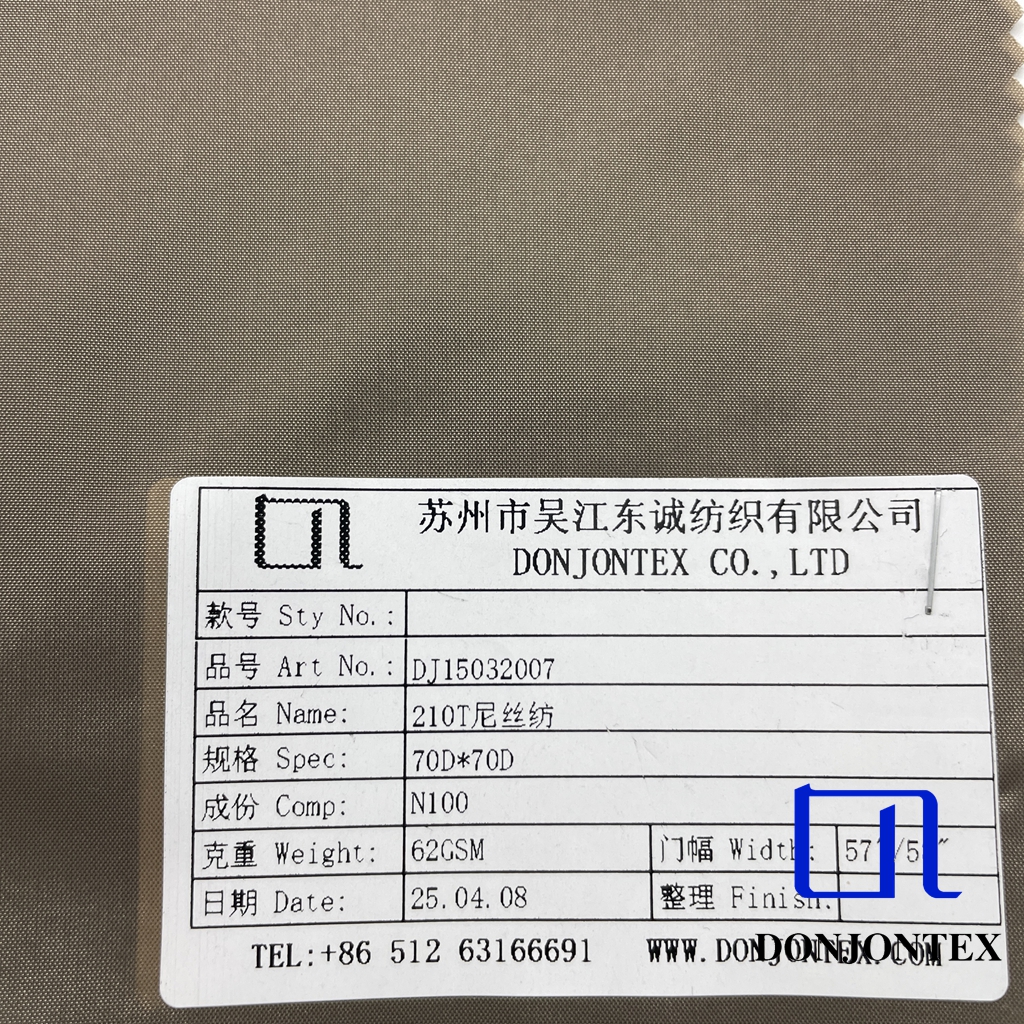 苏州市吴江东诚纺织有限公司
DONJONTEX CO.,LTD
款号 Sty No.:
品号 Art No.: DJ15032007
品名 Name: 210T尼丝纺
规格 Spec: 70D*70D
成份 Comp: N100
克重 Weight: 62GSM 门幅 Width:
日期 Date: 25.04.08 整理 Finish:
TEL:+86 512 63166691 WWW.DONJONTEX.COM
DONJONTEX